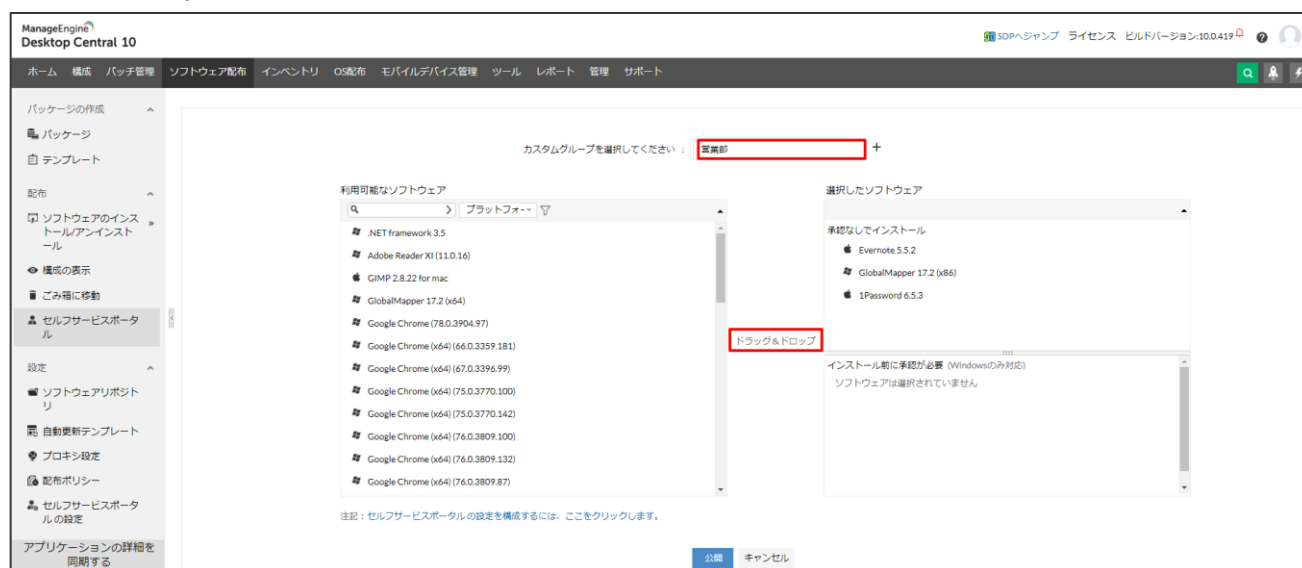 ManageEngine
Desktop Central 10
SDPへジャンプ ライセンス ビルドバージョン:10.0.419
ホーム 構成 パッチ管理 ソフトウェア配布 インベントリ OS配布 モバイルデバイス管理 ツール レポート 管理 サポート
パッケージの作成
パッケージ
テンプレート
配布
ソフトウェアのインス
トール/アンインスト
ール
構成の表示
ごみ箱に移動
セルフサービスポータ
ル
設定
ソフトウェアリポジト
リ
自動更新テンプレート
プロキシ設定
配布ポリシー
セルフサービスポータ
ルの設定
アプリケーションの詳細を
同期する
カスタムグループを選択してください : 営業部 +
利用可能なソフトウェア
プラットフォー--
.NET framework 3.5
Adobe Reader XI (11.0.16)
GIMP 2.8.22 for mac
GlobalMapper 17.2 (x64)
Google Chrome (78.0.3904.97)
Google Chrome (x64) (66.0.3359.181)
Google Chrome (x64) (67.0.3396.99)
Google Chrome (x64) (75.0.3770.100)
Google Chrome (x64) (75.0.3770.142)
Google Chrome (x64) (76.0.3809.100)
Google Chrome (x64) (76.0.3809.132)
Google Chrome (x64) (76.0.3809.87)
ドラッグ&ドロップ
選択したソフトウェア
承認なしでインストール
Evernote 5.5.2
GlobalMapper 17.2 (x86)
1Password 6.5.3
インストール前に承認が必要 (Windowsのみ対応)
ソフトウェアは選択されていません
注記 : セルフサービスポータルの設定を構成するには、ここをクリックします。
公開 キャンセル